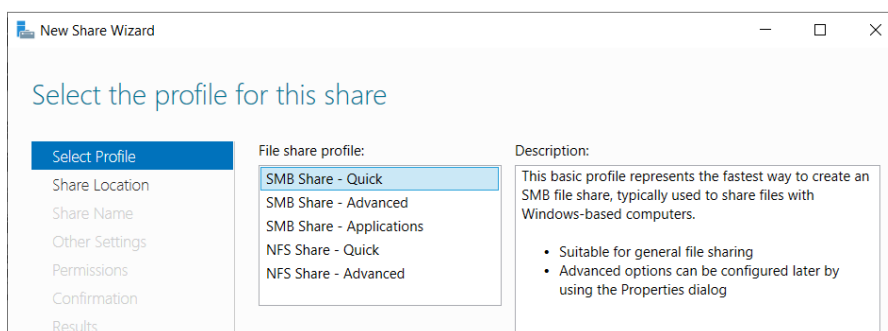 New Share Wizard
Select the profile for this share
Select Profile
Share Location
Share Name
Other Settings
Permissions
Confirmation
Results
File share profile:
SMB Share - Quick
SMB Share - Advanced
SMB Share - Applications
NFS Share - Quick
NFS Share - Advanced
Description:
This basic profile represents the fastest way to create an
SMB file share, typically used to share files with
Windows-based computers.
• Suitable for general file sharing
• Advanced options can be configured later by
using the Properties dialog